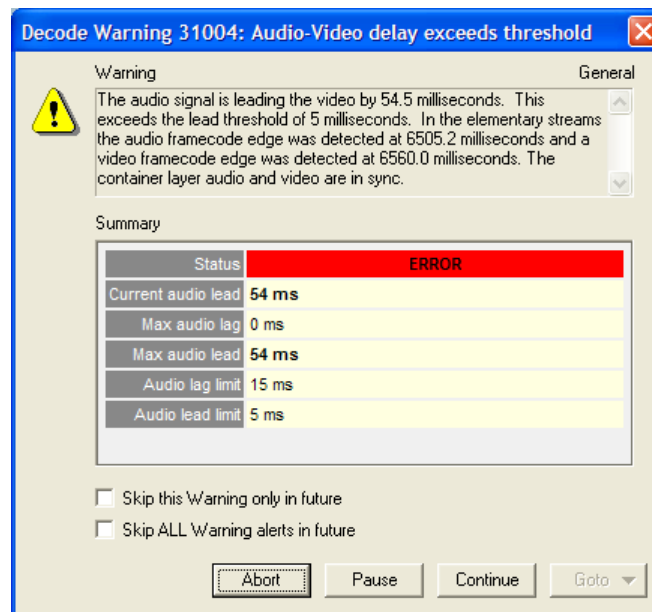 Decode Warning 31004: Audio-Video delay exceeds threshold
Warning General
The audio signal is leading the video by 54.5 milliseconds. This
exceeds the lead threshold of 5 milliseconds. In the elementary streams
the audio framecode edge was detected at 6505.2 milliseconds and a
video framecode edge was detected at 6560.0 milliseconds. The
container layer audio and video are in sync.
Summary
Status ERROR
Current audio lead 54 ms
Max audio lag 0 ms
Max audio lead 54 ms
Audio lag limit 15 ms
Audio lead limit 5 ms
Skip this Warning only in future
Skip ALL Warning alerts in future
Abort Pause Continue Goto